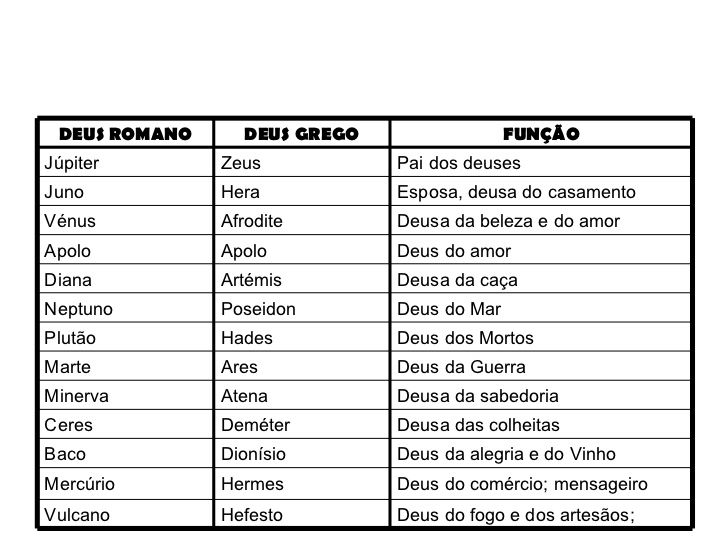 DEUS ROMANO DEUS GREGO FUNÇÃO
Júpiter Zeus Pai dos deuses
Juno Hera Esposa, deusa do casamento
Vénus Afrodite Deusa da beleza e do amor
Apolo Apolo Deus do amor
Diana Artémis Deusa da caça
Neptuno Poseidon Deus do Mar
Plutão Hades Deus dos Mortos
Marte Ares Deus da Guerra
Minerva Atena Deusa da sabedoria
Ceres Deméter Deusa das colheitas
Baco Dionísio Deus da alegria e do Vinho
Mercúrio Hermes Deus do comércio; mensageiro
Vulcano Hefesto Deus do fogo e dos artesãos;